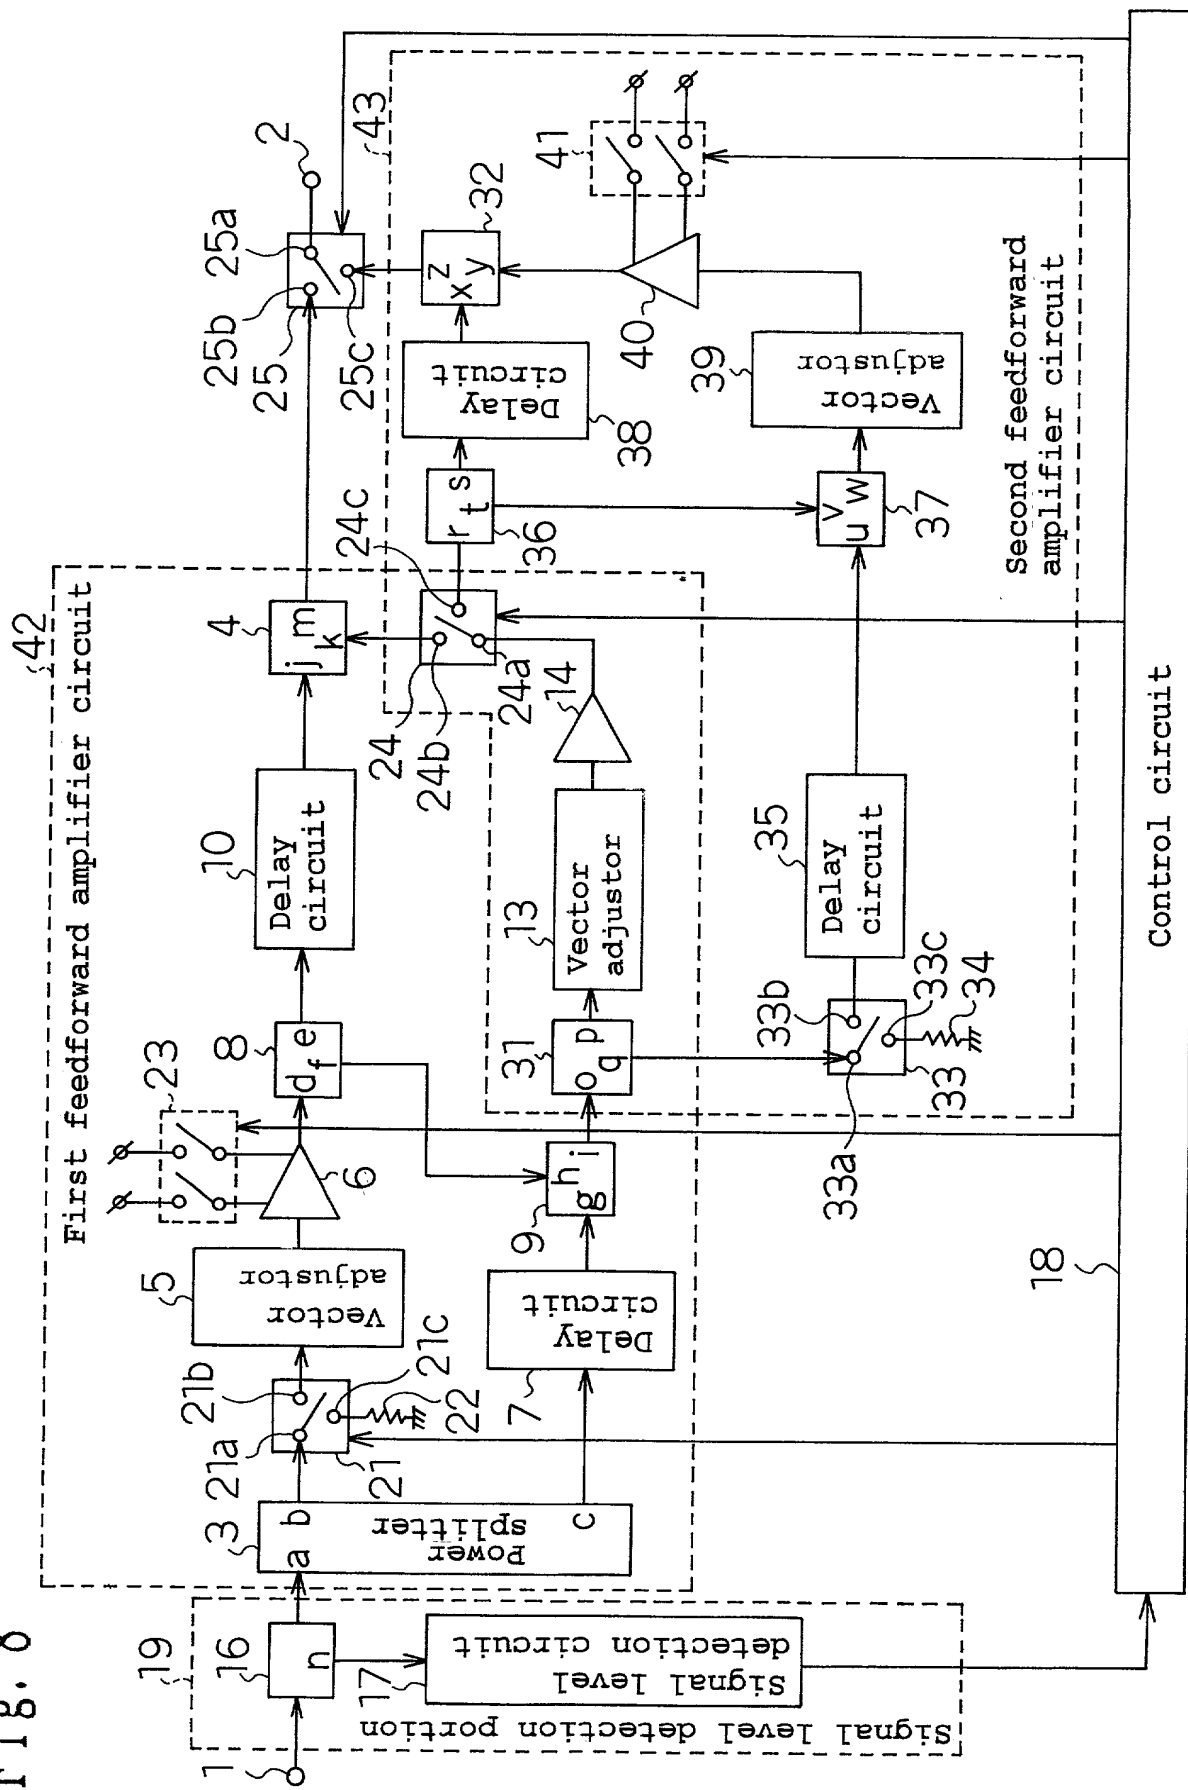 Fig. 8
19
Signal level detection portion
1
16
n
17
Signal level
detection circuit
42
First feedforward amplifier circuit
3
a
b
c
Power
splitter
21a
21b
21
21c
22
5
Vector
adjustor
23
6
7
Delay
circuit
8
d
e
f
9
g
h
i
10
Delay
circuit
4
j
m
k
31
o
p
q
13
Vector
adjustor
14
24
24b
24a
24c
25b
25
25c
25a
2
43
36
r
s
t
38
Delay
circuit
32
x
z
y
40
41
33a
33b
33
33c
34
35
Delay
circuit
37
u
v
w
39
Vector
adjustor
Second feedforward
amplifier circuit
18
Control circuit